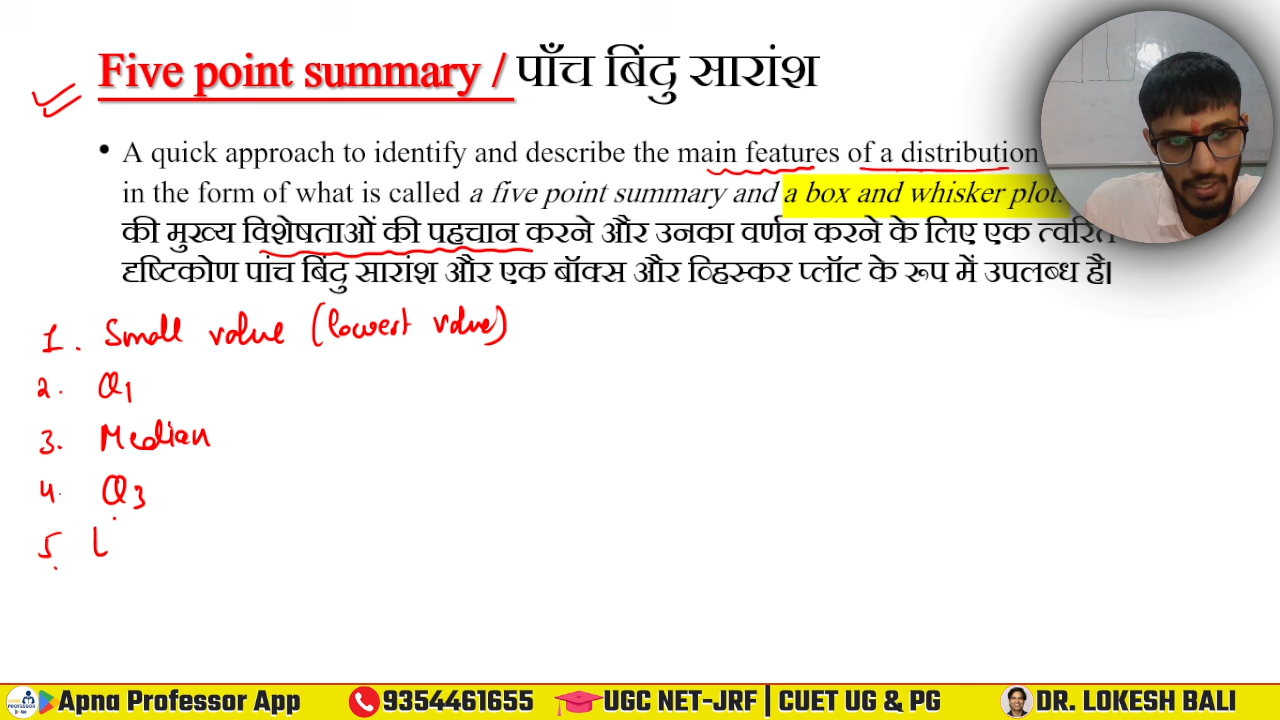 Five point summary / पाँच बिंदु सारांश
• A quick approach to identify and describe the main features of a distribution
in the form of what is called a five point summary and a box and whisker plot.
की मुख्य विशेषताओं की पहचान करने और उनका वर्णन करने के लिए एक त्वरित
दृष्टिकोण पांच बिंदु सारांश और एक बॉक्स और व्हिस्कर प्लॉट के रूप में उपलब्ध है।
1. Small value (lowest value)
2. Q1
3. Median
4. Q3
5. L
Apna Professor App 9354461655 UGC NET-JRF | CUET UG & PG DR. LOKESH BALI